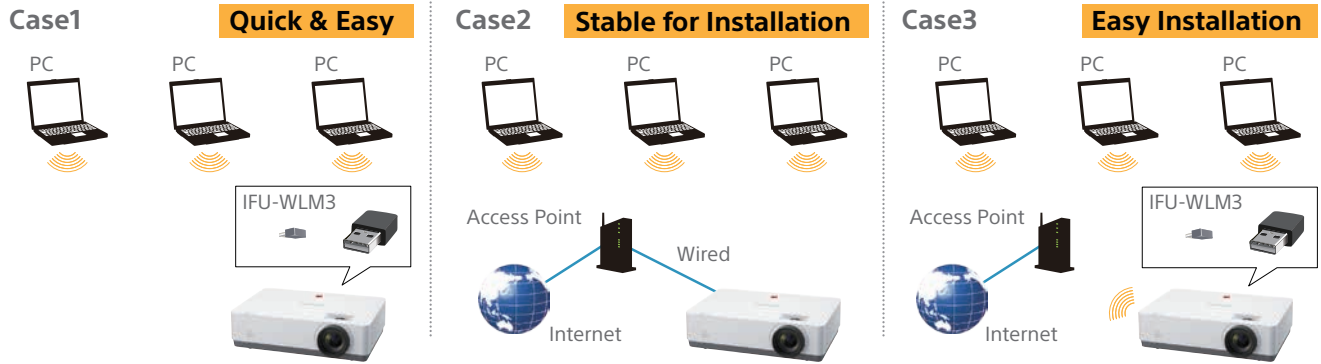 Case1
Quick & Easy
PC
PC
PC
IFU-WLM3
Case2
Stable for Installation
PC
PC
PC
Access Point
Wired
Internet
Case3
Easy Installation
PC
PC
PC
Access Point
IFU-WLM3
Internet